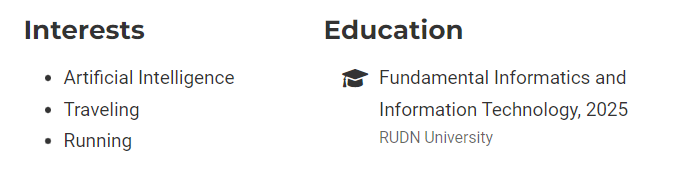 Interests
Artificial Intelligence
Traveling
Running
Education
Fundamental Informatics and
Information Technology, 2025
RUDN University